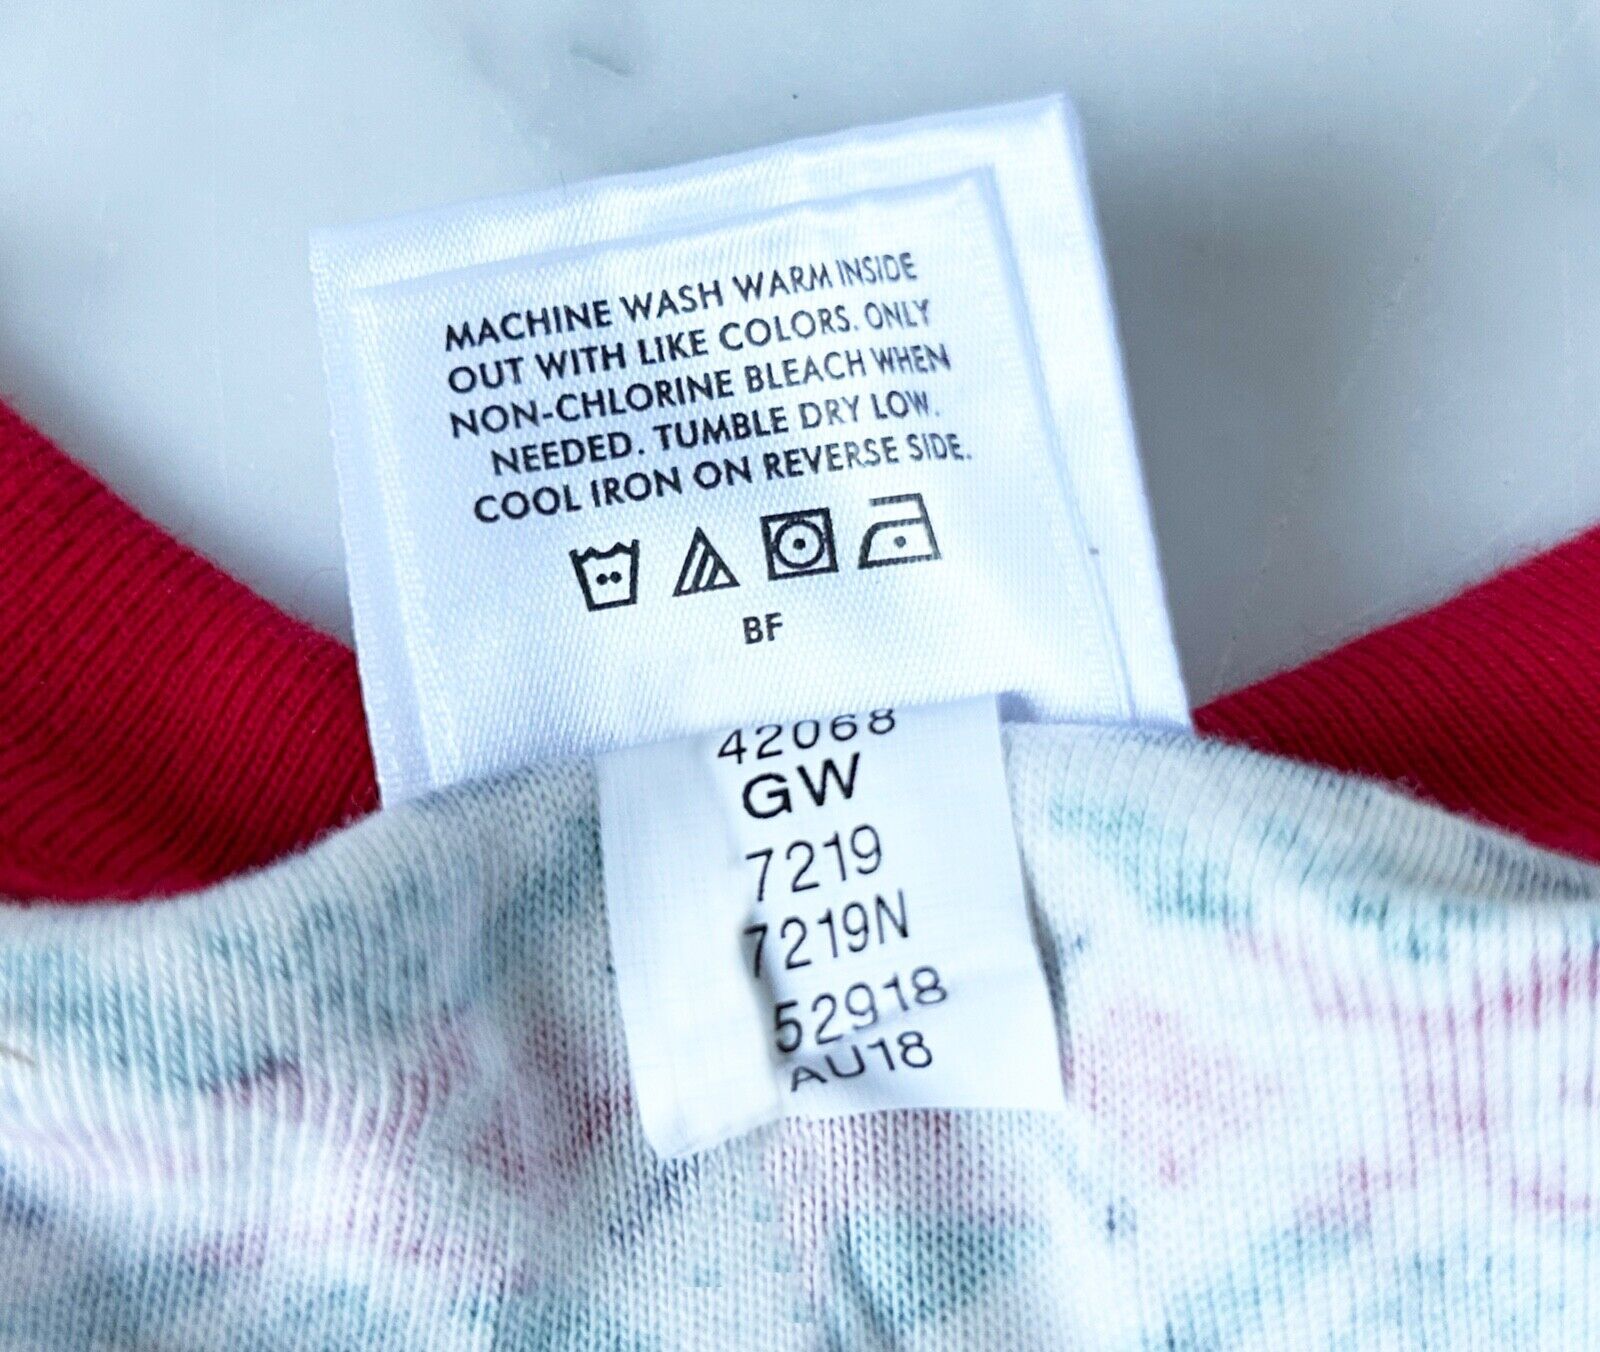 MACHINE WASH WARM INSIDE
OUT WITH LIKE COLORS. ONLY
NON-CHLORINE BLEACH WHEN
NEEDED. TUMBLE DRY LOW.
COOL IRON ON REVERSE SIDE.
BF
42068
GW
7219
7219N
52918
AU18